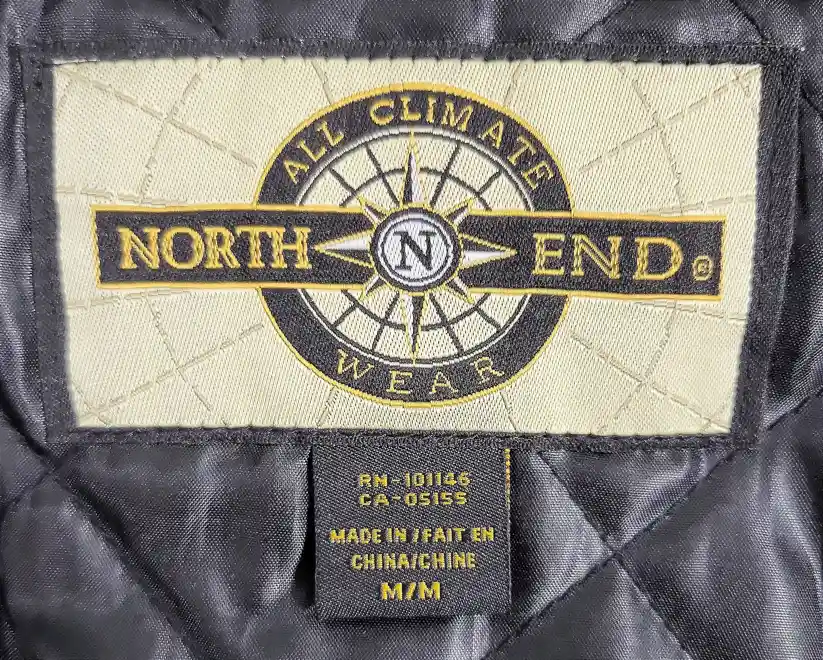 ALL CLIMATE
NORTH N END®
WEAR
RN-101146
CA-05155
MADE IN / FAIT EN
CHINA/CHINE
M/M